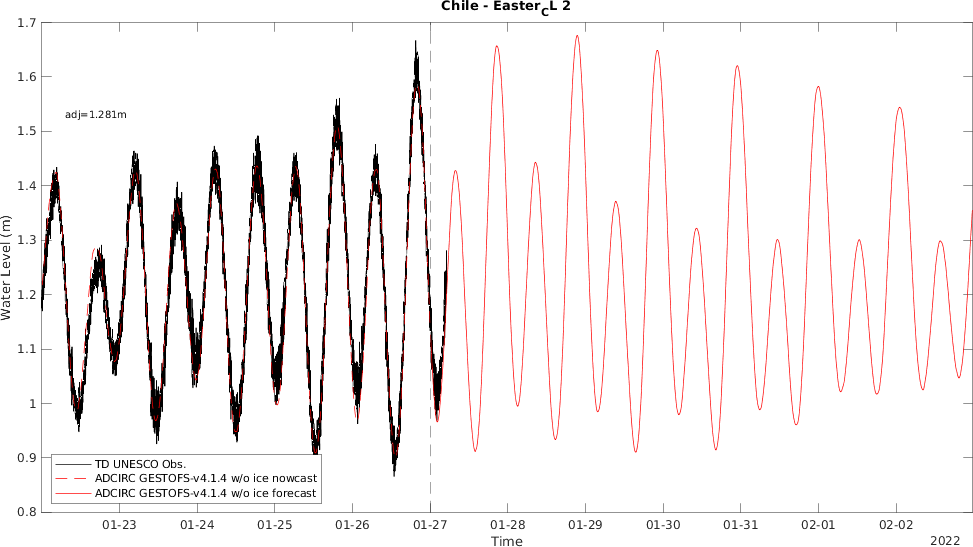 Chile - Easter_CL 2
1.7
1.6
1.5
1.4
1.3
1.2
1.1
1
0.9
0.8
Water Level (m)
adj=1.281m
TD UNESCO Obs.
ADCIRC GESTOFS-v4.1.4 w/o ice nowcast
ADCIRC GESTOFS-v4.1.4 w/o ice forecast
01-23 01-24 01-25 01-26 01-27 01-28 01-29 01-30 01-31 02-01 02-02
Time
2022